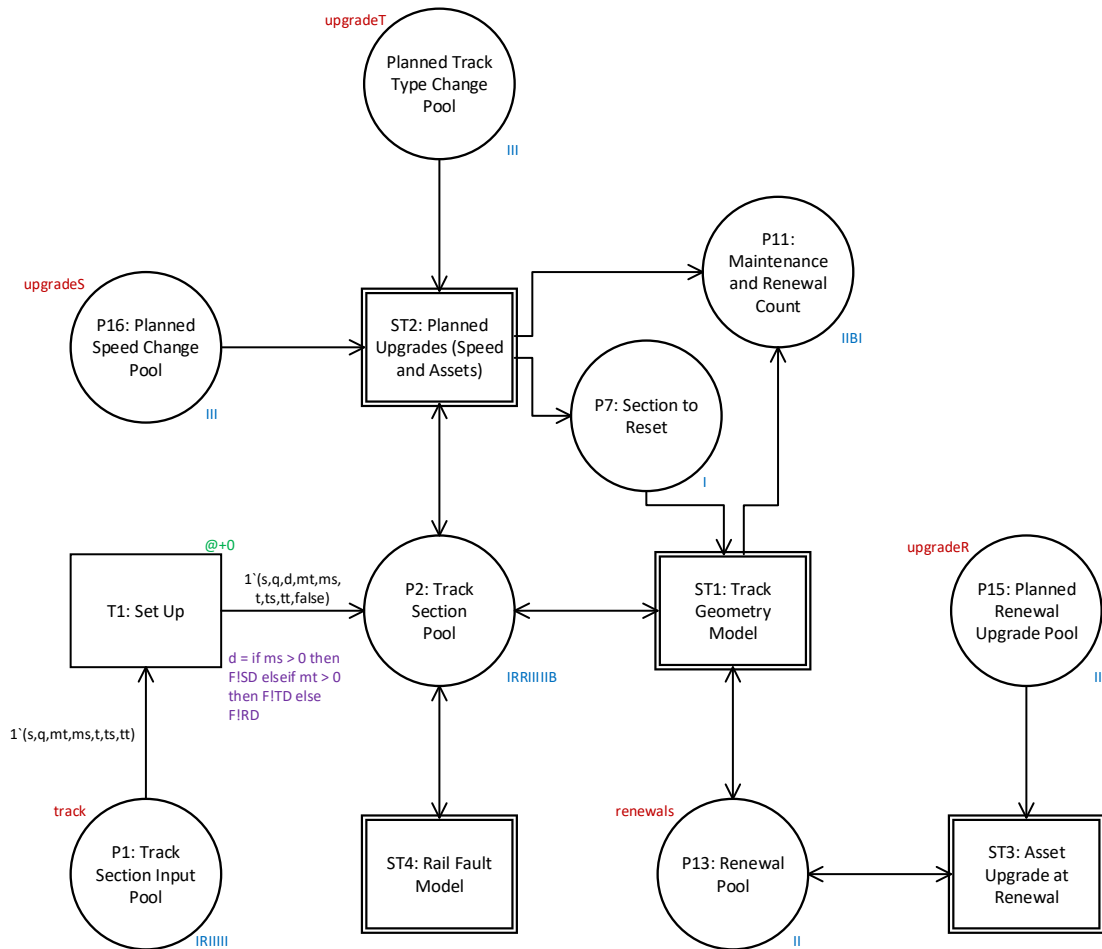 upgradeT
Planned Track
Type Change
Pool
III
P11:
Maintenance
and Renewal
Count
IIBI
upgradeS
P16: Planned
Speed Change
Pool
III
ST2: Planned
Upgrades (Speed
and Assets)
P7: Section to
Reset
I
@+0
T1: Set Up
1`(s,q,d,mt,ms,
t,ts,tt,false)
d = if ms > 0 then
F!SD elseif mt > 0
then F!TD else
F!RD
P2: Track
Section
Pool
IRRIIIIIB
ST1: Track
Geometry
Model
upgradeR
P15: Planned
Renewal
Upgrade Pool
II
1`(s,q,mt,ms,t,ts,tt)
track
P1: Track
Section Input
Pool
IRIIIII
ST4: Rail Fault
Model
renewals
P13: Renewal
Pool
II
ST3: Asset
Upgrade at
Renewal